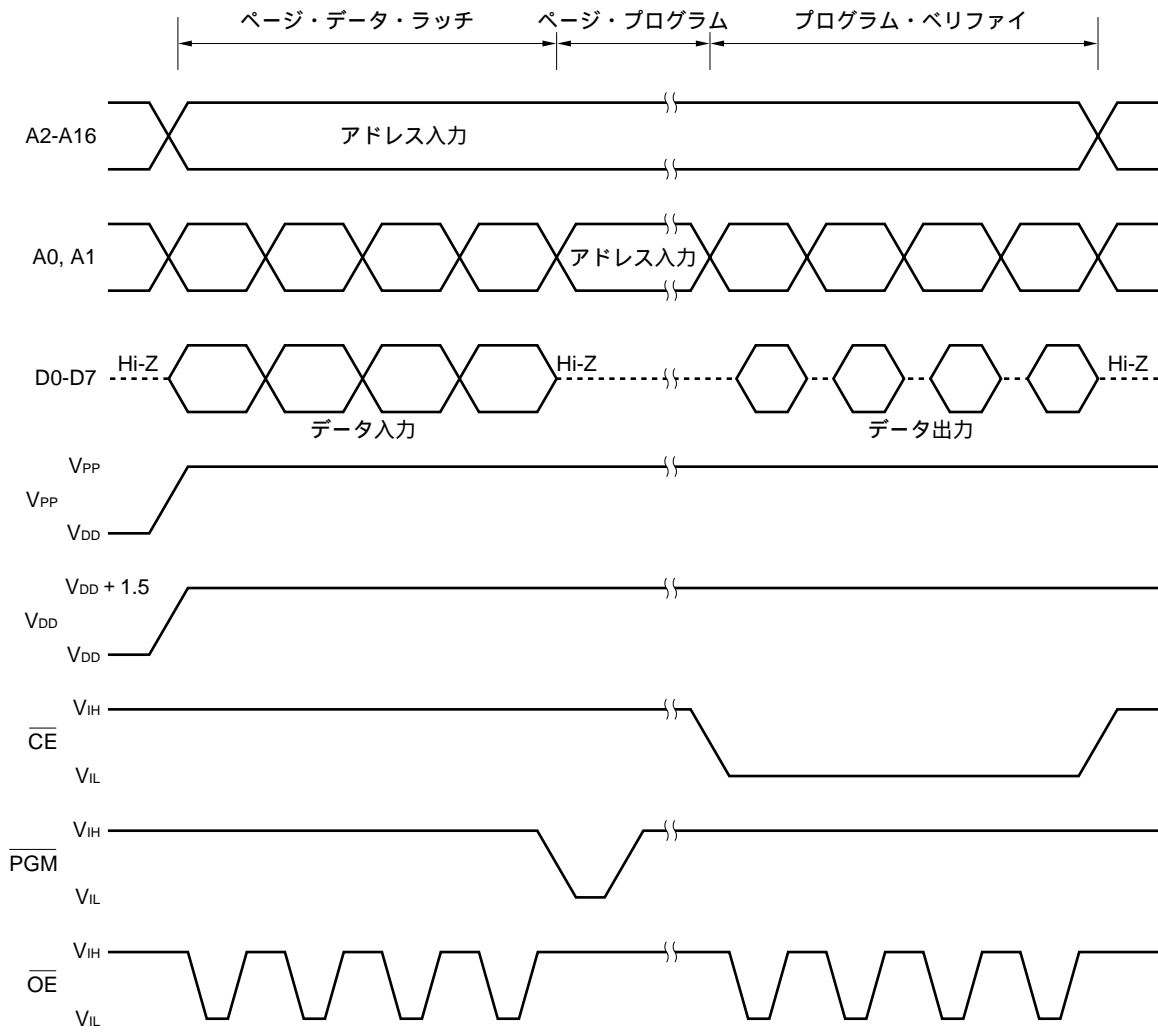 ページ・データ・ラッチ ページ・プログラム プログラム・ベリファイ
A2-A16 アドレス入力
A0, A1 アドレス入力
D0-D7 Hi-Z Hi-Z Hi-Z
データ入力 データ出力
VPP
VPP
VDD
VDD + 1.5
VDD
VDD
VIH
CE
VIL
VIH
PGM
VIL
VIH
OE
VIL